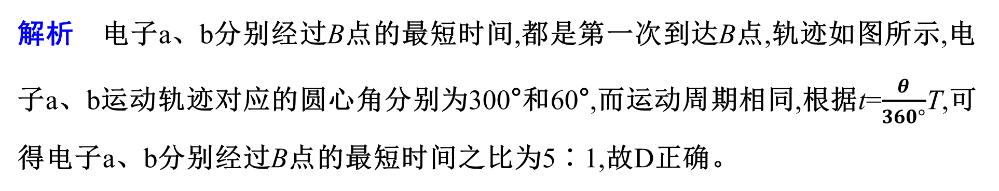 解析　电子a、b分别经过B点的最短时间,都是第一次到达B点,轨迹如图所示,电
子a、b运动轨迹对应的圆心角分别为300°和60°,而运动周期相同,根据t=θ/360°T,可
得电子a、b分别经过B点的最短时间之比为5∶1,故D正确。